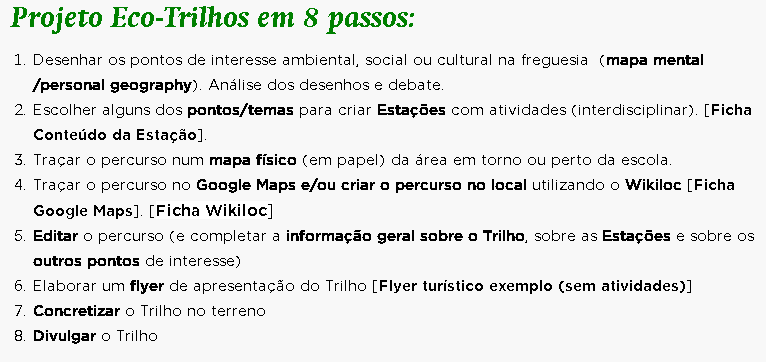 Projeto Eco-Trilhos em 8 passos:
1. Desenhar os pontos de interesse ambiental, social ou cultural na freguesia (mapa mental
/personal geography). Análise dos desenhos e debate.
2. Escolher alguns dos pontos/temas para criar Estações com atividades (interdisciplinar). [Ficha
Conteúdo da Estação].
3. Traçar o percurso num mapa físico (em papel) da área em torno ou perto da escola.
4. Traçar o percurso no Google Maps e/ou criar o percurso no local utilizando o Wikiloc [Ficha
Google Maps]. [Ficha Wikiloc]
5. Editar o percurso (e completar a informação geral sobre o Trilho, sobre as Estações e sobre os
outros pontos de interesse)
6. Elaborar um flyer de apresentação do Trilho [Flyer turístico exemplo (sem atividades)]
7. Concretizar o Trilho no terreno
8. Divulgar o Trilho